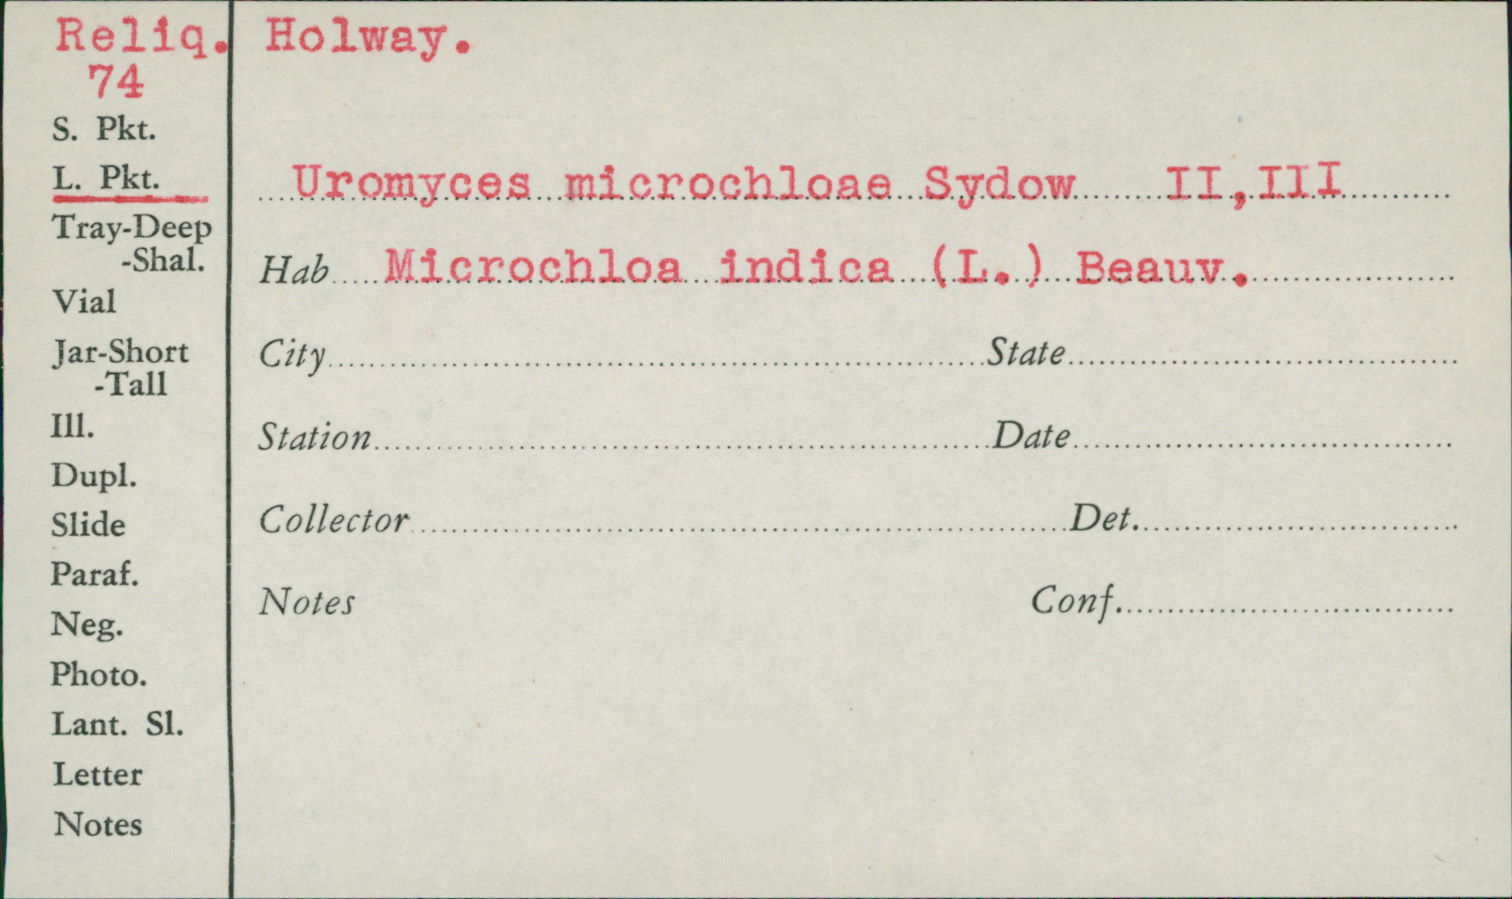 Reliq. Holway.
74
S. Pkt.
L. Pkt.
Uromyces microchloae Sydow II,III
Tray-Deep
-Shal.
Hab Microchloa indica (L.) Beauv.
Vial
Jar-Short
-Tall
City State
Ill.
Station Date
Dupl.
Slide
Collector Det.
Paraf.
Neg.
Notes Conf.
Photo.
Lant. Sl.
Letter
Notes